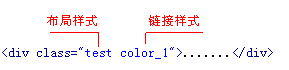 布局样式 链接样式
<div class="test color_1">.......</div>